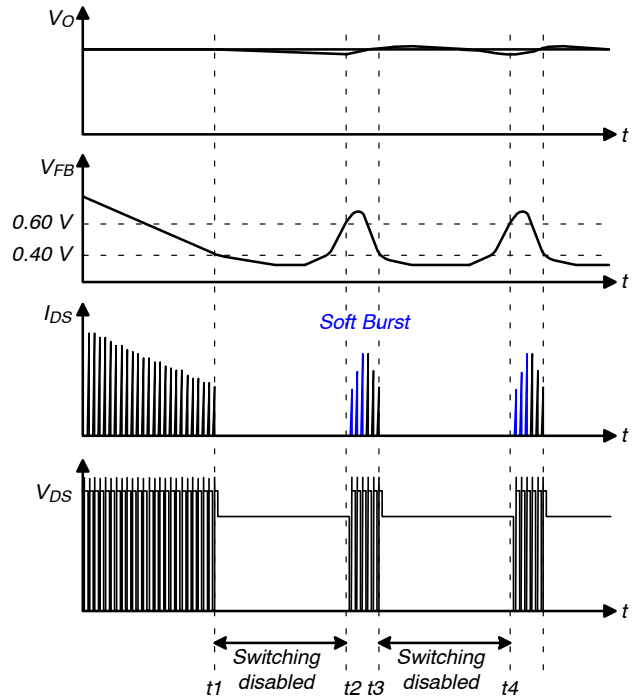 VO
t
VFB
0.60 V
0.40 V
t
IDS
Soft Burst
t
VDS
t
Switching disabled
Switching disabled
t1
t2 t3
t4